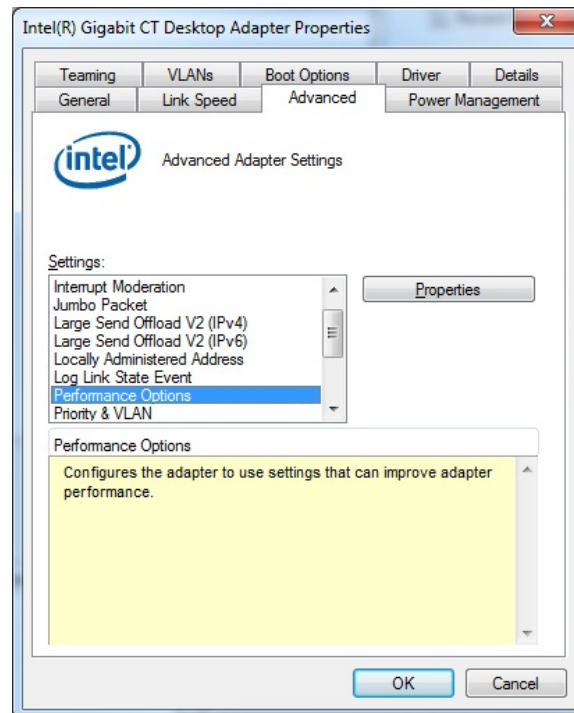 Intel(R) Gigabit CT Desktop Adapter Properties
Teaming VLANs Boot Options Driver Details
General Link Speed Advanced Power Management
intel Advanced Adapter Settings
Settings:
Interrupt Moderation
Properties
Jumbo Packet
Large Send Offload V2 (IPv4)
Large Send Offload V2 (IPv6)
Locally Administered Address
Log Link State Event
Performance Options
Priority & VLAN
Performance Options
Configures the adapter to use settings that can improve adapter
performance.
OK Cancel